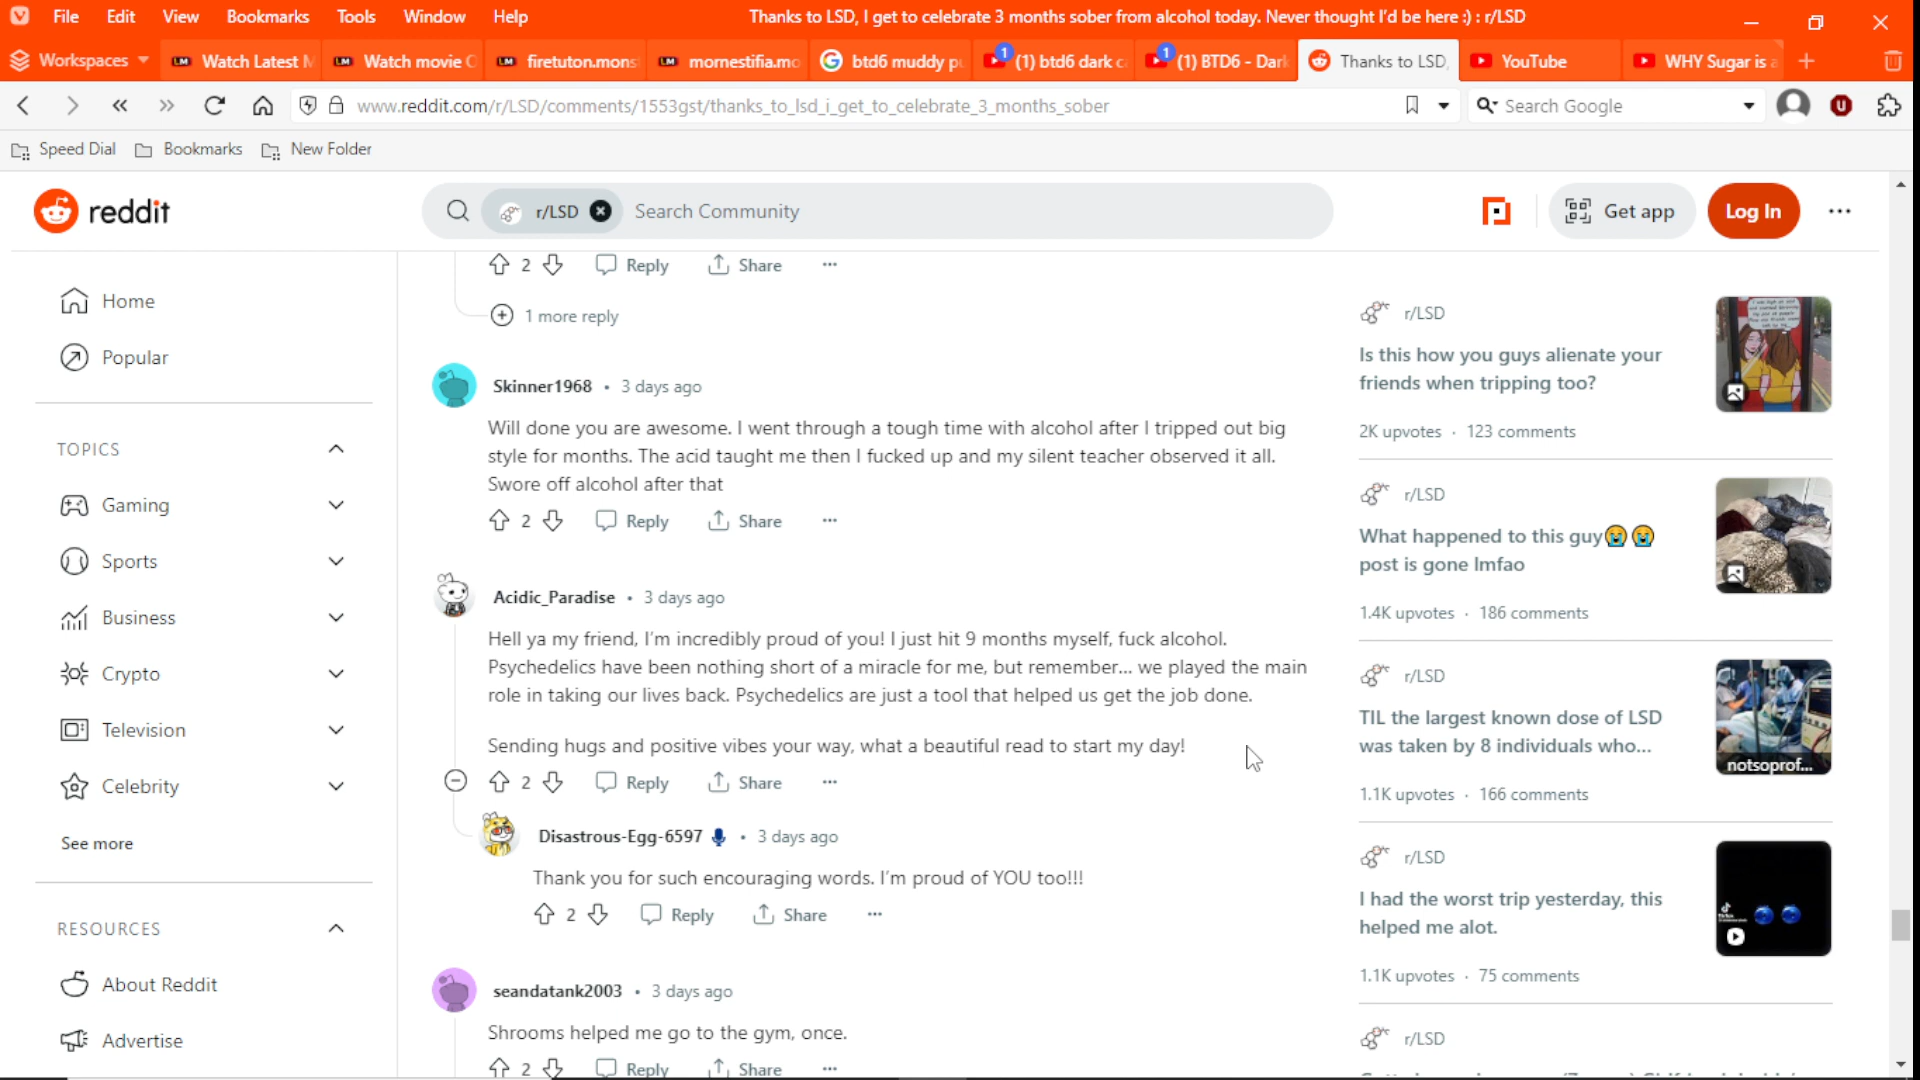 File Edit View Bookmarks Tools Window Help
Thanks to LSD, I get to celebrate 3 months sober from alcohol today. Never thought I'd be here :) : r/LSD
Workspaces Watch Latest M Watch movie C firetuton.mons mornestifia.mo btd6 muddy pu (1) btd6 dark ca (1) BTD6 - Dark Thanks to LSD, YouTube WHY Sugar is a
www.reddit.com/r/LSD/comments/1553gst/thanks_to_lsd_i_get_to_celebrate_3_months_sober
Search Google
Speed Dial Bookmarks New Folder
reddit
r/LSD Search Community
Get app
Log In
Home
Popular
TOPICS
Gaming
Sports
Business
Crypto
Television
Celebrity
See more
RESOURCES
About Reddit
Advertise
2 Reply Share
1 more reply
Skinner1968 • 3 days ago
Will done you are awesome. I went through a tough time with alcohol after I tripped out big
style for months. The acid taught me then I fucked up and my silent teacher observed it all.
Swore off alcohol after that
2 Reply Share
Acidic_Paradise • 3 days ago
Hell ya my friend, I'm incredibly proud of you! I just hit 9 months myself, fuck alcohol.
Psychedelics have been nothing short of a miracle for me, but remember... we played the main
role in taking our lives back. Psychedelics are just a tool that helped us get the job done.
Sending hugs and positive vibes your way, what a beautiful read to start my day!
2 Reply Share
Disastrous-Egg-6597 • 3 days ago
Thank you for such encouraging words. I'm proud of YOU too!!!
2 Reply Share
seandatank2003 • 3 days ago
Shrooms helped me go to the gym, once.
2 Reply Share
r/LSD
Is this how you guys alienate your
friends when tripping too?
2K upvotes · 123 comments
r/LSD
What happened to this guy😭😭
post is gone lmfao
1.4K upvotes · 186 comments
r/LSD
TIL the largest known dose of LSD
was taken by 8 individuals who...
notsoprof...
1.1K upvotes · 166 comments
r/LSD
I had the worst trip yesterday, this
helped me alot.
1.1K upvotes · 75 comments
r/LSD